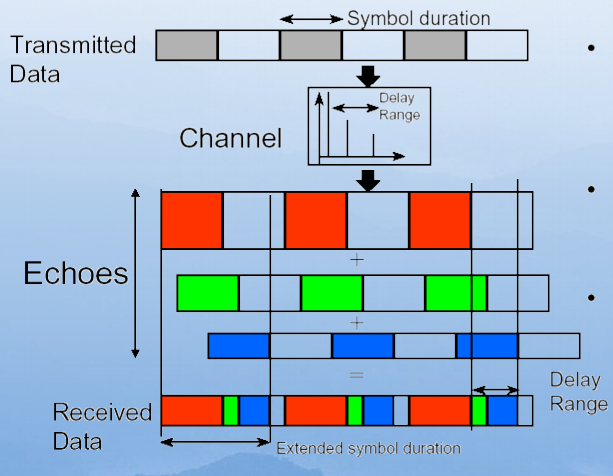 Symbol duration
Transmitted
Data
Delay
Range
Channel
+
Echoes
+
=
Delay
Range
Received
Data
Extended symbol duration